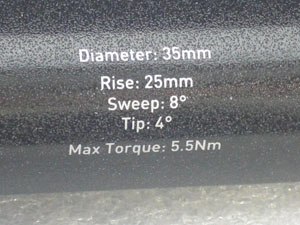 Diameter: 35mm
Rise: 25mm
Sweep: 8°
Tip: 4°
Max Torque: 5.5Nm